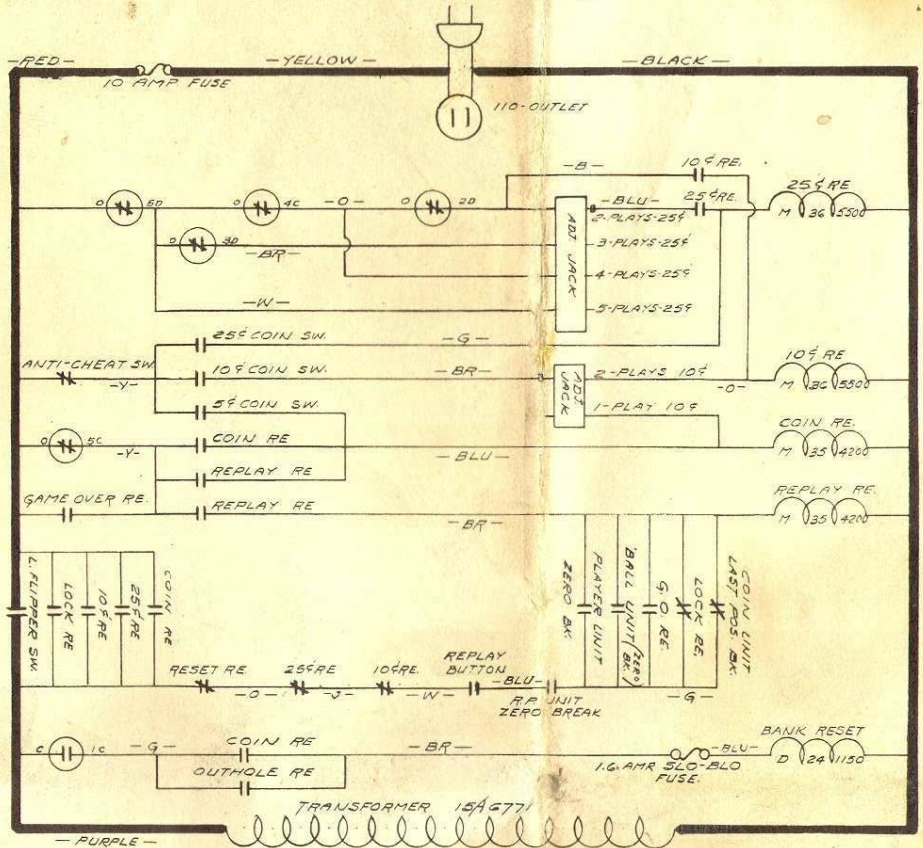 —RED— —YELLOW— —BLACK—
10 AMP FUSE
110-OUTLET
—B— 10¢ RE.
25¢ RE
0 5D 0 4C —O— 0 2D —BLU— 25¢ RE. M 36 5500
2-PLAYS-25¢
ADJ. JACK
0 3D —BR— 3-PLAYS-25¢
4-PLAYS-25¢
—W— 5-PLAYS-25¢
25¢ COIN SW. —G—
ANTI-CHEAT SW. 10¢ RE
—Y— 10¢ COIN SW. —BR— 2-PLAYS 10¢ —O— M 36 5500
ADJ. JACK
5¢ COIN SW. 1-PLAY 10¢
COIN RE.
0 5C —Y— COIN RE —BLU— M 35 4200
REPLAY RE
REPLAY RE.
GAME OVER RE. REPLAY RE —BR— M 35 4200
L. FLIPPER SW.
LOCK RE
10¢ RE
25¢ RE
COIN RE
ZERO BK.
PLAYER UNIT
BALL UNIT (ZERO BK.)
G.O. RE.
LOCK RE.
COIN UNIT
LAST POS. BK.
RESET RE —O— 25¢ RE 10¢ RE. —W— REPLAY BUTTON —BLU— —G—
R.P. UNIT
ZERO BREAK
BANK RESET
C 1C —G— COIN RE —BR— —BLU— D 24 1150
OUTHOLE RE 1.6 AMP. SLO-BLO
FUSE.
TRANSFORMER 15A6771
—PURPLE—